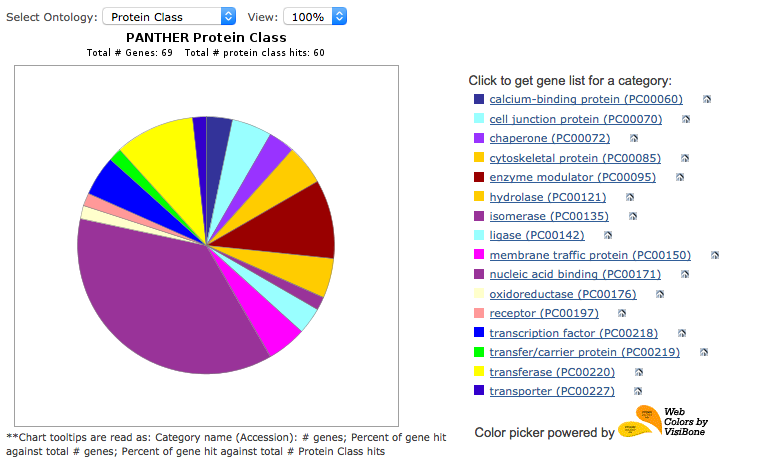 Select Ontology: Protein Class View: 100%
PANTHER Protein Class
Total # Genes: 69 Total # protein class hits: 60
Click to get gene list for a category:
calcium-binding protein (PC00060)
cell junction protein (PC00070)
chaperone (PC00072)
cytoskeletal protein (PC00085)
enzyme modulator (PC00095)
hydrolase (PC00121)
isomerase (PC00135)
ligase (PC00142)
membrane traffic protein (PC00150)
nucleic acid binding (PC00171)
oxidoreductase (PC00176)
receptor (PC00197)
transcription factor (PC00218)
transfer/carrier protein (PC00219)
transferase (PC00220)
transporter (PC00227)
Color picker powered by
Web
Colors by
VisiBone
**Chart tooltips are read as: Category name (Accession): # genes; Percent of gene hit
against total # genes; Percent of gene hit against total # Protein Class hits